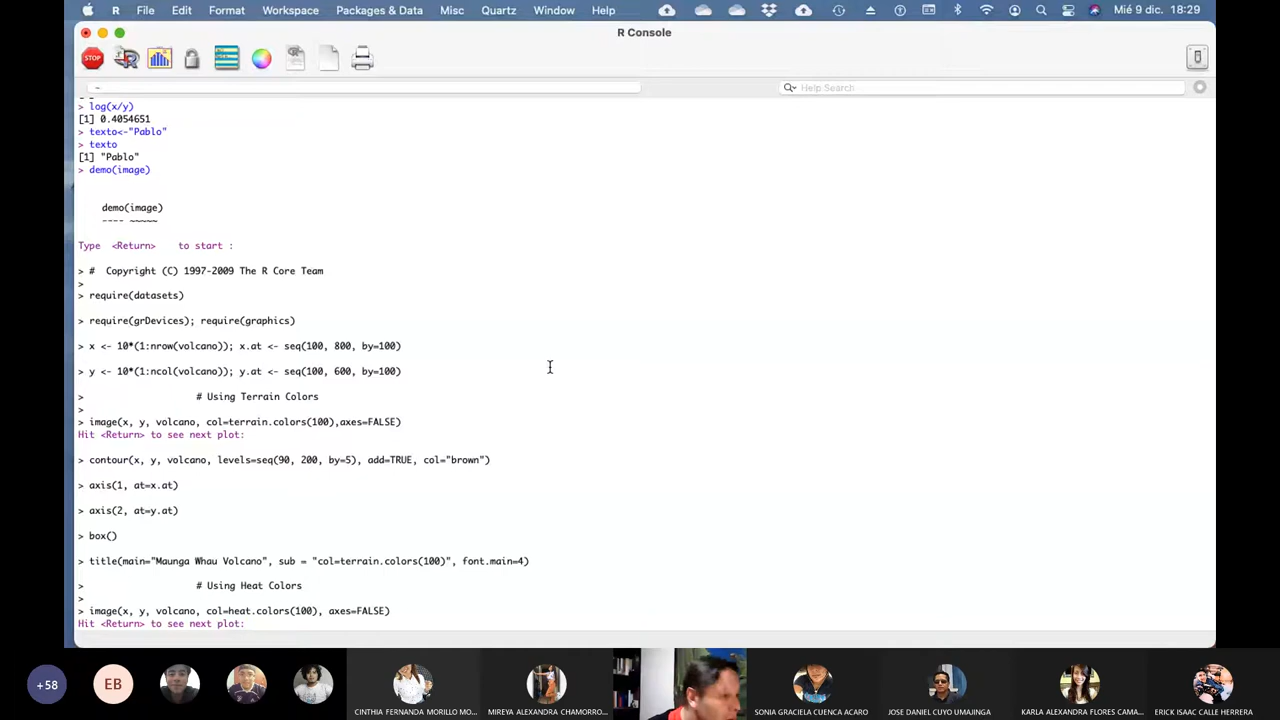 R File Edit Format Workspace Packages & Data Misc Quartz Window Help Mié 9 dic. 18:29
R Console
STOP
~ Help Search
> log(x/y)
[1] 0.4054651
> texto<-"Pablo"
> texto
[1] "Pablo"
> demo(image)
demo(image)
---- ~~~~~
Type <Return> to start :
> # Copyright (C) 1997-2009 The R Core Team
>
> require(datasets)
> require(grDevices); require(graphics)
> x <- 10*(1:nrow(volcano)); x.at <- seq(100, 800, by=100)
> y <- 10*(1:ncol(volcano)); y.at <- seq(100, 600, by=100)
> # Using Terrain Colors
>
> image(x, y, volcano, col=terrain.colors(100),axes=FALSE)
Hit <Return> to see next plot:
> contour(x, y, volcano, levels=seq(90, 200, by=5), add=TRUE, col="brown")
> axis(1, at=x.at)
> axis(2, at=y.at)
> box()
> title(main="Maunga Whau Volcano", sub = "col=terrain.colors(100)", font.main=4)
> # Using Heat Colors
>
> image(x, y, volcano, col=heat.colors(100), axes=FALSE)
Hit <Return> to see next plot:
+58 EB
CINTHIA FERNANDA MORILLO MO... MIREYA ALEXANDRA CHAMORRO... SONIA GRACIELA CUENCA ACARO JOSE DANIEL CUYO UMAJINGA KARLA ALEXANDRA FLORES CAMA... ERICK ISAAC CALLE HERRERA